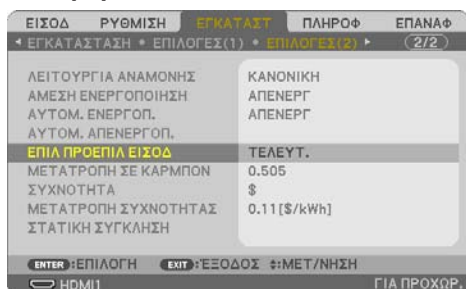 ΕΙΣΟΔ ΡΥΘΜΙΣΗ ΕΓΚΑΤΑΣΤ ΠΛΗΡΟΦ ΕΠΑΝΑΦ
◂ ΕΓΚΑΤΑΣΤΑΣΗ • ΕΠΙΛΟΓΕΣ(1) • ΕΠΙΛΟΓΕΣ(2) ▸ (2/2)
ΛΕΙΤΟΥΡΓΙΑ ΑΝΑΜΟΝΗΣ ΚΑΝΟΝΙΚΗ
ΑΜΕΣΗ ΕΝΕΡΓΟΠΟΙΗΣΗ ΑΠΕΝΕΡΓ
ΑΥΤΟΜ. ΕΝΕΡΓΟΠ. ΑΠΕΝΕΡΓ
ΑΥΤΟΜ. ΑΠΕΝΕΡΓΟΠ.
ΕΠΙΛ ΠΡΟΕΠΙΛ ΕΙΣΟΔ ΤΕΛΕΥΤ.
ΜΕΤΑΤΡΟΠΗ ΣΕ ΚΑΡΜΠΟΝ 0.505
ΣΥΧΝΟΤΗΤΑ $
ΜΕΤΑΤΡΟΠΗ ΣΥΧΝΟΤΗΤΑΣ 0.11[$/kWh]
ΣΤΑΤΙΚΗ ΣΥΓΚΛΗΣΗ
ENTER :ΕΠΙΛΟΓΗ EXIT :ΈΞΟΔΟΣ ⬍:ΜΕΤ/ΝΗΣΗ
HDMI1 ΓΙΑ ΠΡΟΧΩΡ.